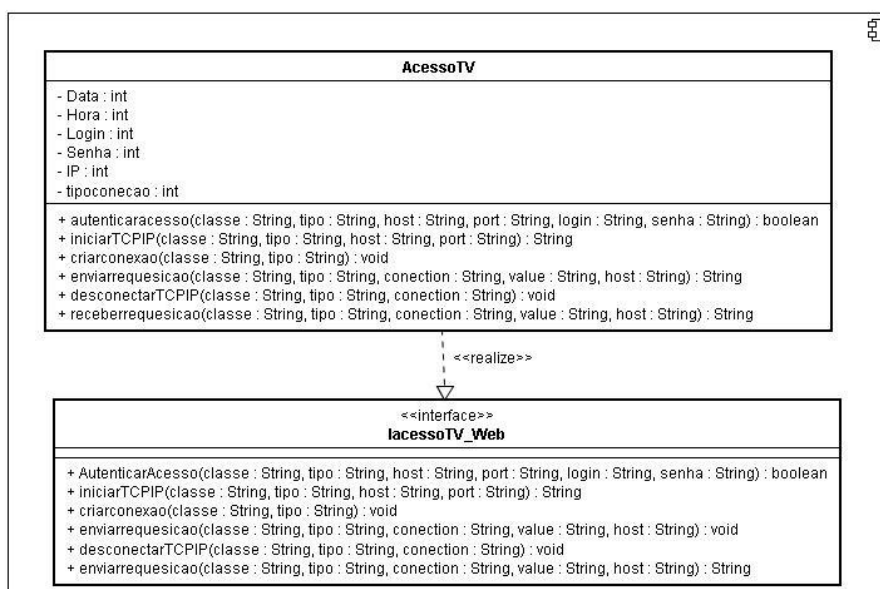 AcessoTV
- Data : int
- Hora : int
- Login : int
- Senha : int
- IP : int
- tipoconecao : int
+ autenticaracesso(classe : String, tipo : String, host : String, port : String, login : String, senha : String) : boolean
+ iniciarTCPIP(classe : String, tipo : String, host : String, port : String) : String
+ criarconexao(classe : String, tipo : String) : void
+ enviarrequesicao(classe : String, tipo : String, conection : String, value : String, host : String) : String
+ desconectarTCPIP(classe : String, tipo : String, conection : String) : void
+ receberrequesicao(classe : String, tipo : String, conection : String, value : String, host : String) : String
<<realize>>
<<interface>>
IacessoTV_Web
+ AutenticarAcesso(classe : String, tipo : String, host : String, port : String, login : String, senha : String) : boolean
+ iniciarTCPIP(classe : String, tipo : String, host : String, port : String) : String
+ criarconexao(classe : String, tipo : String) : void
+ enviarrequesicao(classe : String, tipo : String, conection : String, value : String, host : String) : void
+ desconectarTCPIP(classe : String, tipo : String, conection : String) : void
+ enviarrequesicao(classe : String, tipo : String, conection : String, value : String, host : String) : String